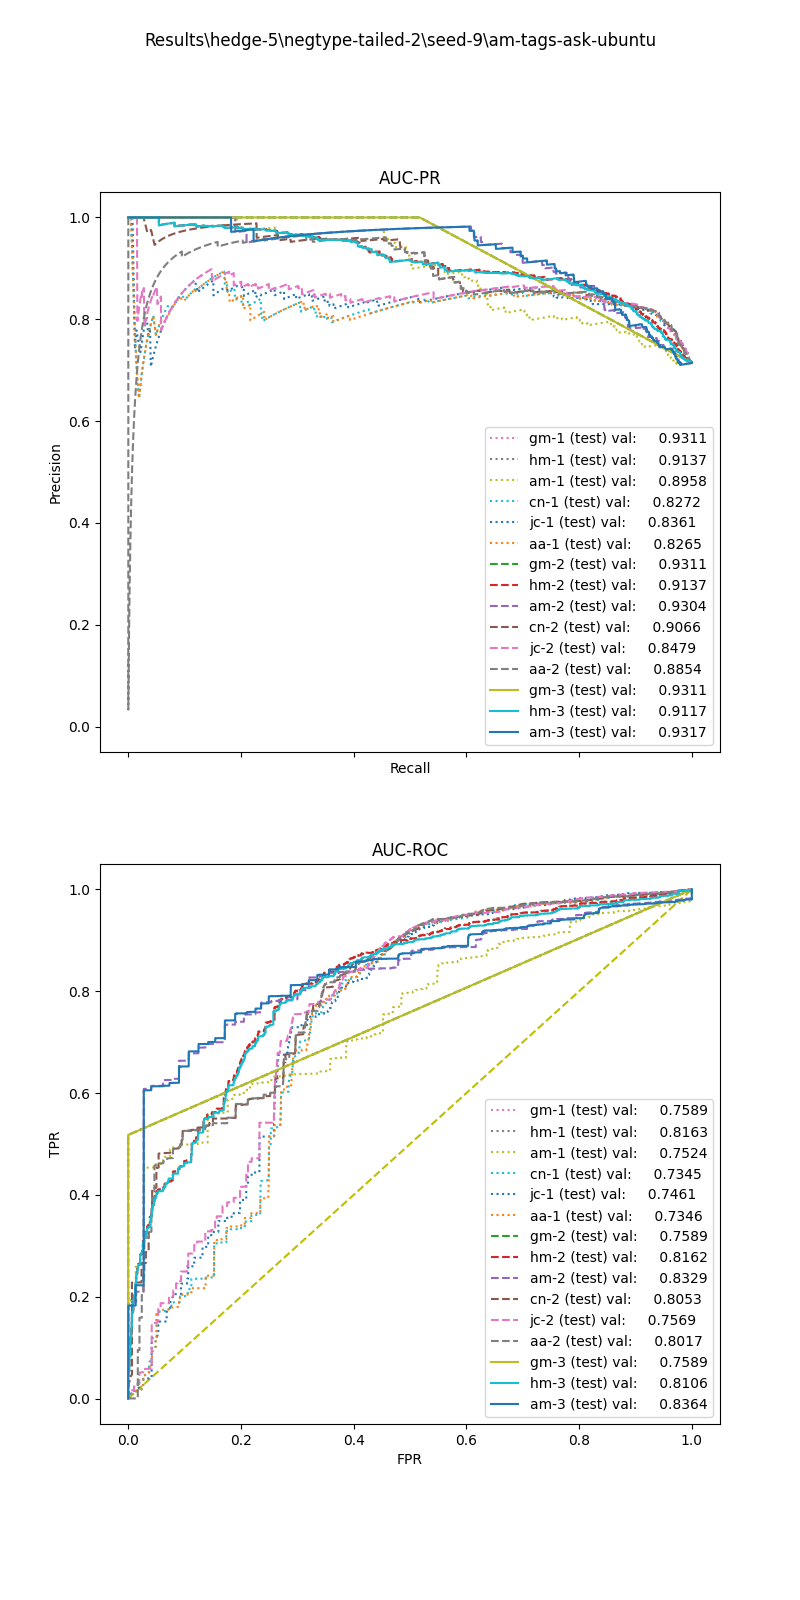 Results\hedge-5\negtype-tailed-2\seed-9\am-tags-ask-ubuntu
AUC-PR
1.0
0.8
0.6
0.4
0.2
0.0
Precision
Recall
gm-1 (test) val: 0.9311
hm-1 (test) val: 0.9137
am-1 (test) val: 0.8958
cn-1 (test) val: 0.8272
jc-1 (test) val: 0.8361
aa-1 (test) val: 0.8265
gm-2 (test) val: 0.9311
hm-2 (test) val: 0.9137
am-2 (test) val: 0.9304
cn-2 (test) val: 0.9066
jc-2 (test) val: 0.8479
aa-2 (test) val: 0.8854
gm-3 (test) val: 0.9311
hm-3 (test) val: 0.9117
am-3 (test) val: 0.9317
AUC-ROC
1.0
0.8
0.6
0.4
0.2
0.0
TPR
gm-1 (test) val: 0.7589
hm-1 (test) val: 0.8163
am-1 (test) val: 0.7524
cn-1 (test) val: 0.7345
jc-1 (test) val: 0.7461
aa-1 (test) val: 0.7346
gm-2 (test) val: 0.7589
hm-2 (test) val: 0.8162
am-2 (test) val: 0.8329
cn-2 (test) val: 0.8053
jc-2 (test) val: 0.7569
aa-2 (test) val: 0.8017
gm-3 (test) val: 0.7589
hm-3 (test) val: 0.8106
am-3 (test) val: 0.8364
0.0 0.2 0.4 0.6 0.8 1.0
FPR